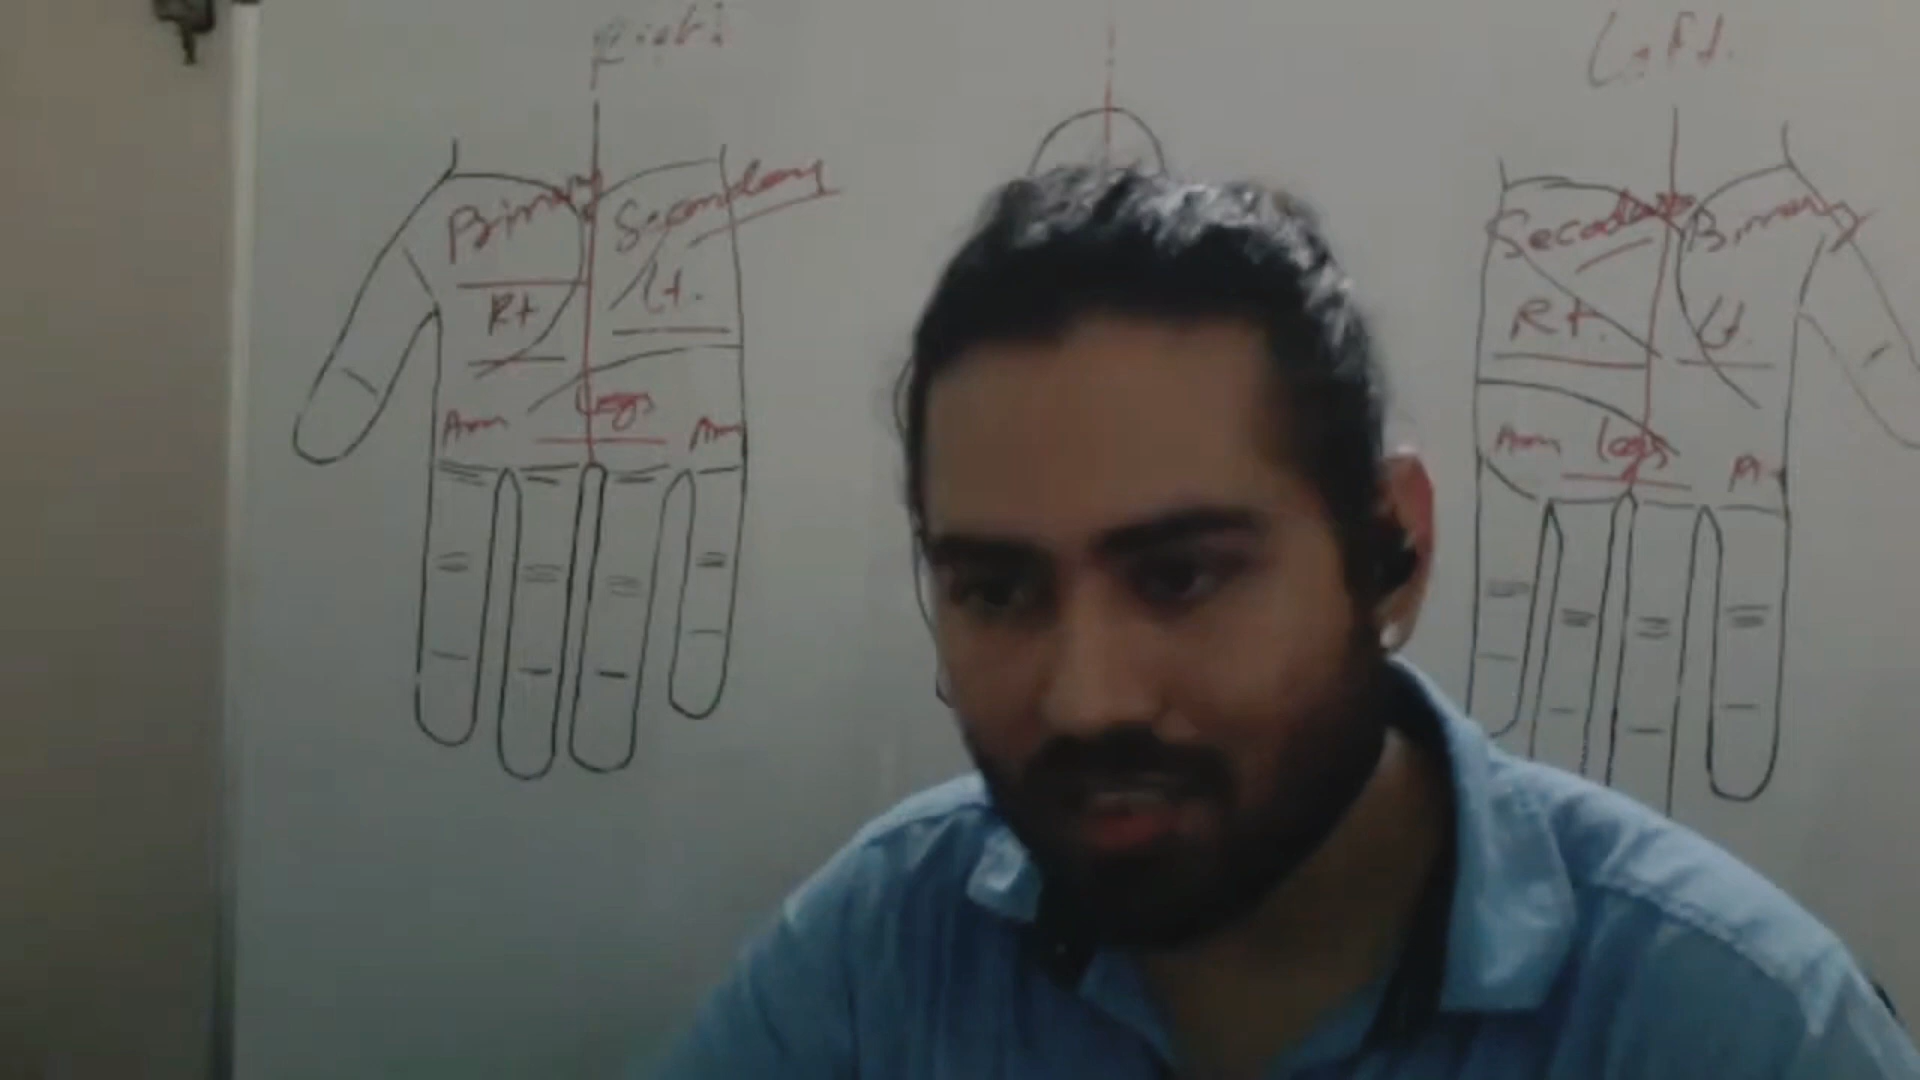 Right
Left.
Primary Secondary
Rt Lt.
Arm Legs Arm
Secondary Primary
Rt. Lt.
Arm Legs